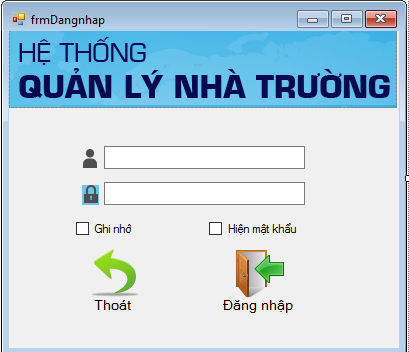 frmDangnhap
HỆ THỐNG
QUẢN LÝ NHÀ TRƯỜNG
Ghi nhớ
Hiện mật khẩu
Thoát
Đăng nhập